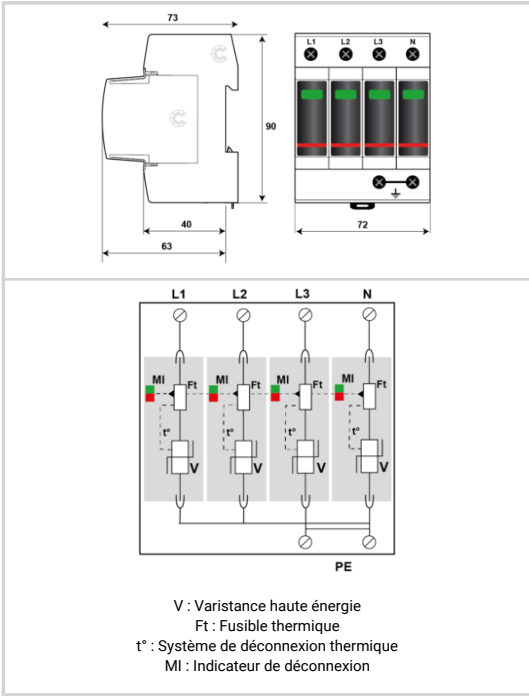 73
L1 L2 L3 N
90
40
63
72
L1 L2 L3 N
MI Ft MI Ft MI Ft MI Ft
t° t° t° t°
V V V V
PE
V : Varistance haute énergie
Ft : Fusible thermique
t° : Système de déconnexion thermique
MI : Indicateur de déconnexion